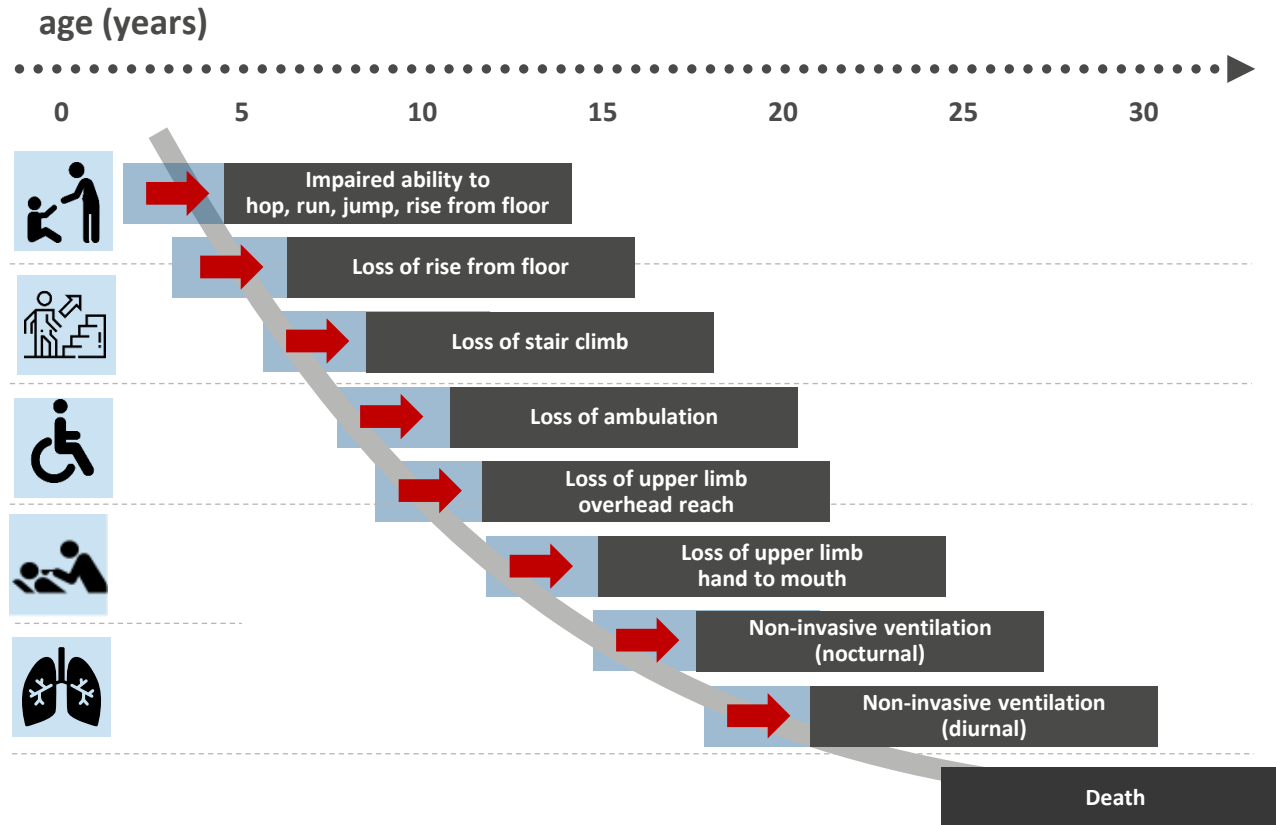 age (years)
0 5 10 15 20 25 30
Impaired ability to
hop, run, jump, rise from floor
Loss of rise from floor
Loss of stair climb
Loss of ambulation
Loss of upper limb
overhead reach
Loss of upper limb
hand to mouth
Non-invasive ventilation
(nocturnal)
Non-invasive ventilation
(diurnal)
Death